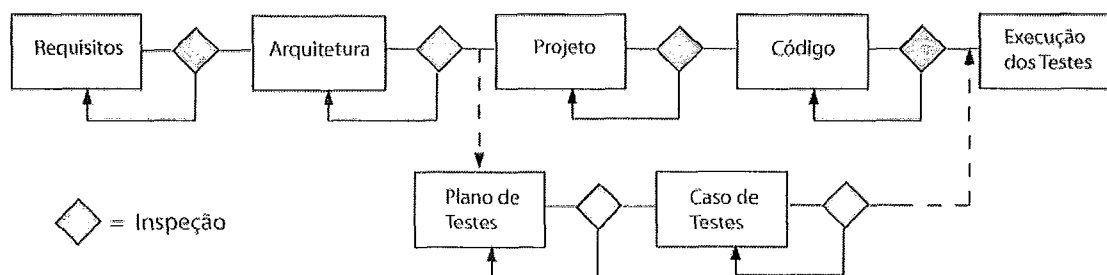 Requisitos
Arquitetura
Projeto
Código
Execução
dos Testes
Plano de
Testes
Caso de
Testes
= Inspeção